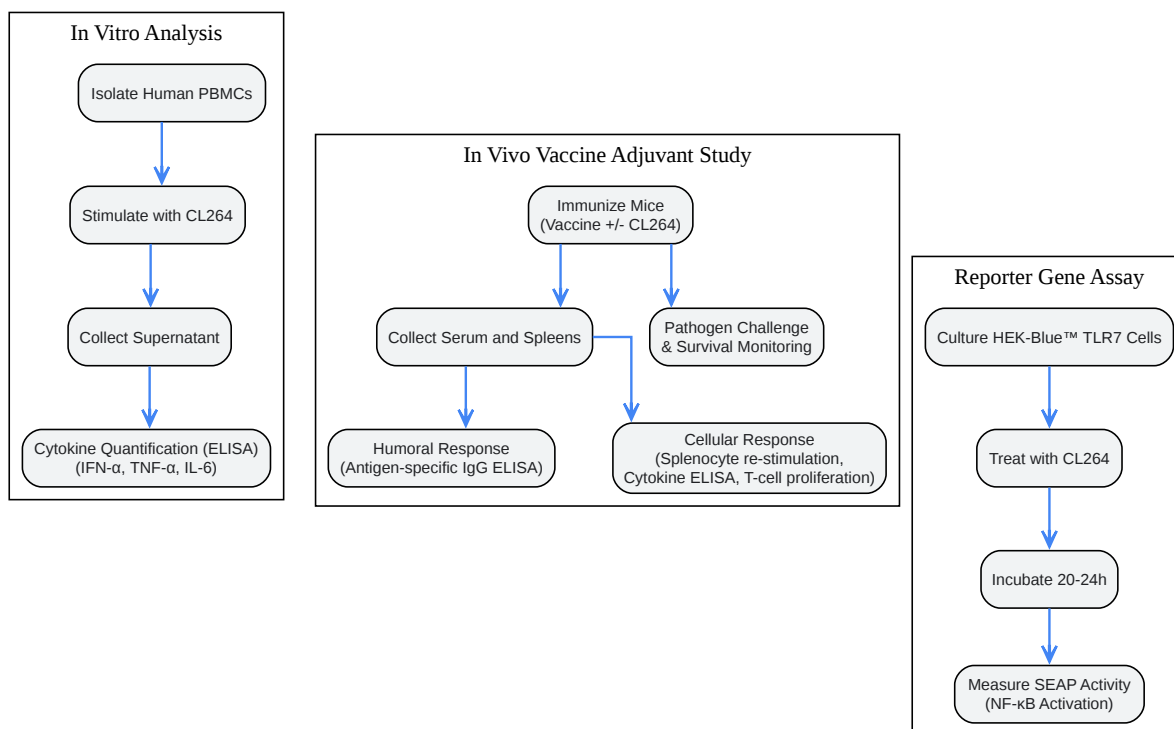 In Vitro Analysis
Isolate Human PBMCs
Stimulate with CL264
Collect Supernatant
Cytokine Quantification (ELISA)
(IFN-α, TNF-α, IL-6)
In Vivo Vaccine Adjuvant Study
Immunize Mice
(Vaccine +/- CL264)
Collect Serum and Spleens
Pathogen Challenge
& Survival Monitoring
Humoral Response
(Antigen-specific IgG ELISA)
Cellular Response
(Splenocyte re-stimulation,
Cytokine ELISA, T-cell proliferation)
Reporter Gene Assay
Culture HEK-Blue™ TLR7 Cells
Treat with CL264
Incubate 20-24h
Measure SEAP Activity
(NF-κB Activation)